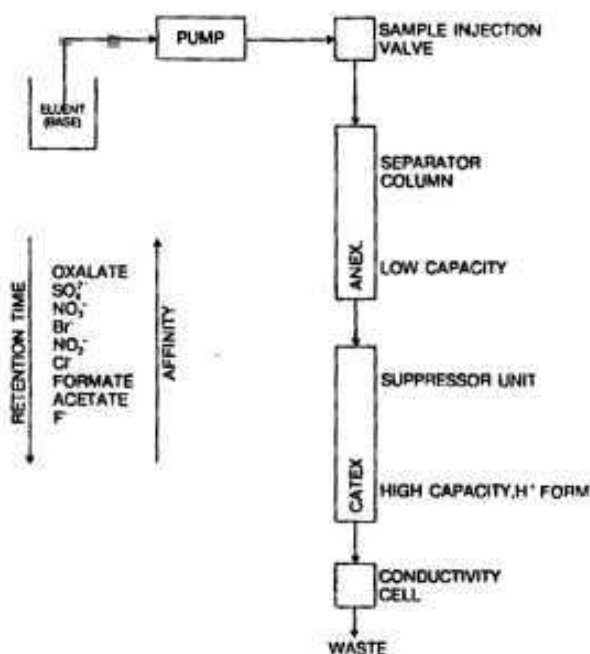 PUMP
SAMPLE INJECTION
VALVE
ELUENT
(BASE)
SEPARATOR
COLUMN
ANEX.
LOW CAPACITY
RETENTION TIME
OXALATE
SO₄²⁻
NO₃⁻
Br⁻
NO₂⁻
Cl⁻
FORMATE
ACETATE
F⁻
AFFINITY
SUPPRESSOR UNIT
CATEX
HIGH CAPACITY,H⁺ FORM
CONDUCTIVITY
CELL
WASTE